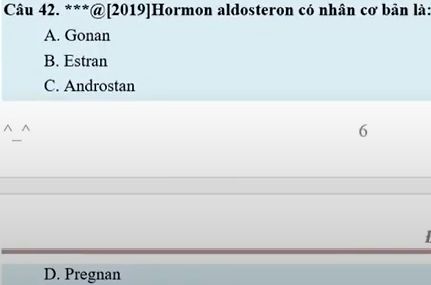 Câu 42. ***@[2019]Hormon aldosteron có nhân cơ bản là:
A. Gonan
B. Estran
C. Androstan
^_^
6
D. Pregnan